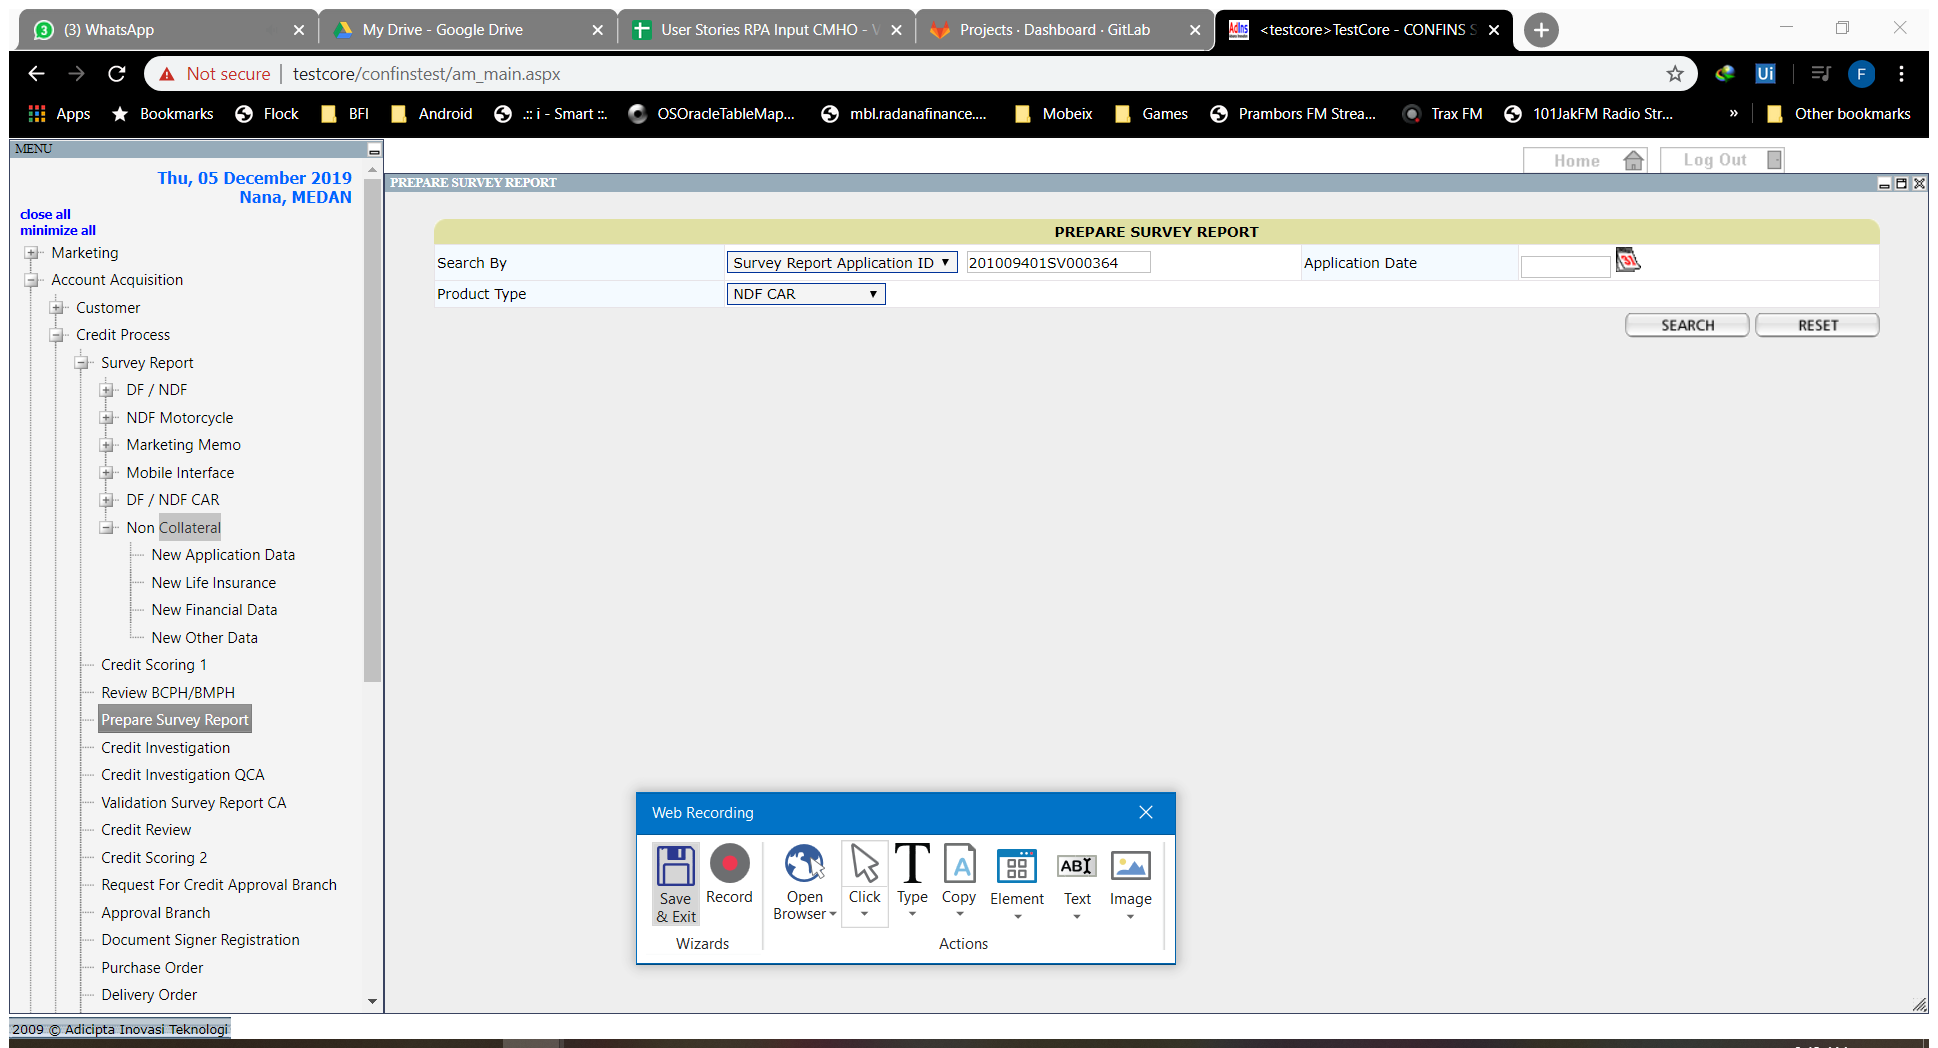 (3) WhatsApp
My Drive - Google Drive
User Stories RPA Input CMHO - V
Projects · Dashboard · GitLab
<testcore>TestCore - CONFINS S
Not secure | testcore/confinstest/am_main.aspx
Ui
F
Apps Bookmarks Flock BFI Android .:: i - Smart ::. OSOracleTableMap... mbl.radanafinance.... Mobeix Games Prambors FM Strea... Trax FM 101JakFM Radio Str... » Other bookmarks
MENU
Thu, 05 December 2019
Nana, MEDAN
close all
minimize all
Marketing
Account Acquisition
Customer
Credit Process
Survey Report
DF / NDF
NDF Motorcycle
Marketing Memo
Mobile Interface
DF / NDF CAR
Non Collateral
New Application Data
New Life Insurance
New Financial Data
New Other Data
Credit Scoring 1
Review BCPH/BMPH
Prepare Survey Report
Credit Investigation
Credit Investigation QCA
Validation Survey Report CA
Credit Review
Credit Scoring 2
Request For Credit Approval Branch
Approval Branch
Document Signer Registration
Purchase Order
Delivery Order
2009 © Adicipta Inovasi Teknologi
Home
Log Out
PREPARE SURVEY REPORT
PREPARE SURVEY REPORT
Search By Survey Report Application ID 201009401SV000364 Application Date 31
Product Type NDF CAR
SEARCH RESET
Web Recording
Save & Exit
Record
Open Browser
Click
Type
Copy
Element
Text
Image
Wizards
Actions